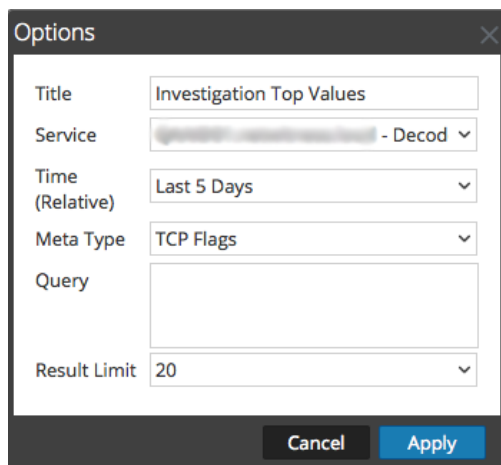 Options
Title Investigation Top Values
Service - Decod
Time
(Relative) Last 5 Days
Meta Type TCP Flags
Query
Result Limit 20
Cancel Apply